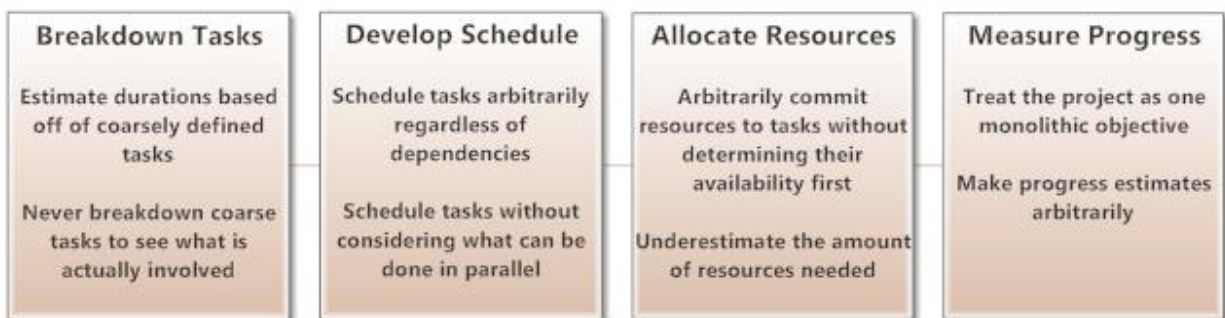 Breakdown Tasks
Estimate durations based
off of coarsely defined
tasks
Never breakdown coarse
tasks to see what is
actually involved
Develop Schedule
Schedule tasks arbitrarily
regardless of
dependencies
Schedule tasks without
considering what can be
done in parallel
Allocate Resources
Arbitrarily commit
resources to tasks without
determining their
availability first
Underestimate the amount
of resources needed
Measure Progress
Treat the project as one
monolithic objective
Make progress estimates
arbitrarily